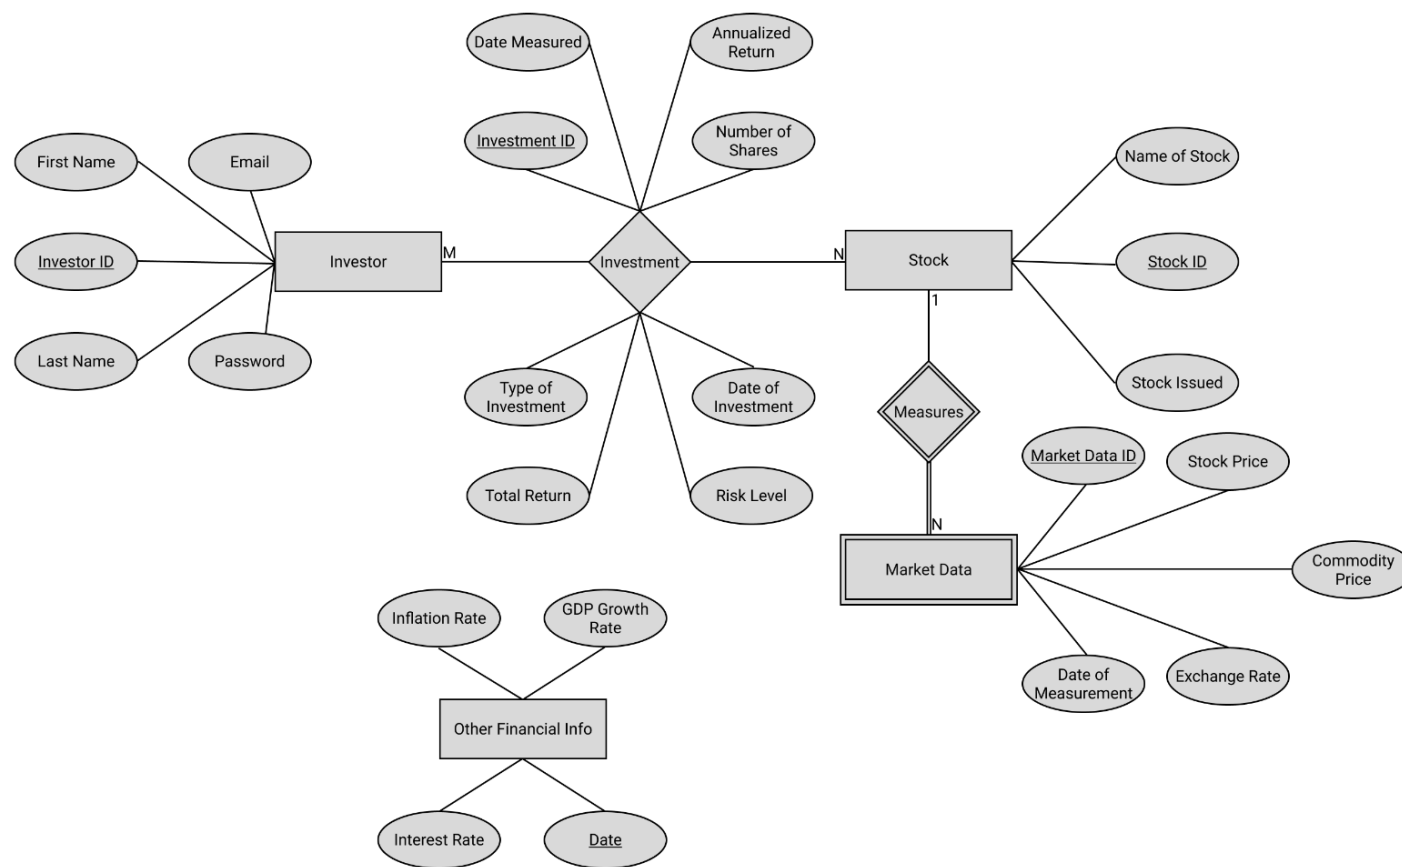 Date Measured
Annualized
Return
Investment ID
Number of
Shares
First Name
Email
Name of Stock
Investor ID
Investor
M
Investment
N
Stock
Stock ID
1
Last Name
Password
Type of
Investment
Date of
Investment
Stock Issued
Measures
Total Return
Risk Level
Market Data ID
Stock Price
N
Market Data
Commodity
Price
Inflation Rate
GDP Growth
Rate
Date of
Measurement
Exchange Rate
Other Financial Info
Interest Rate
Date